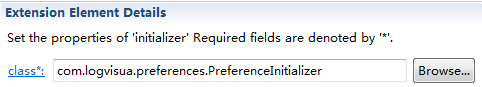 Extension Element Details
Set the properties of 'initializer' Required fields are denoted by '*'.
class*: com.logvisua.preferences.PreferenceInitializer Browse...